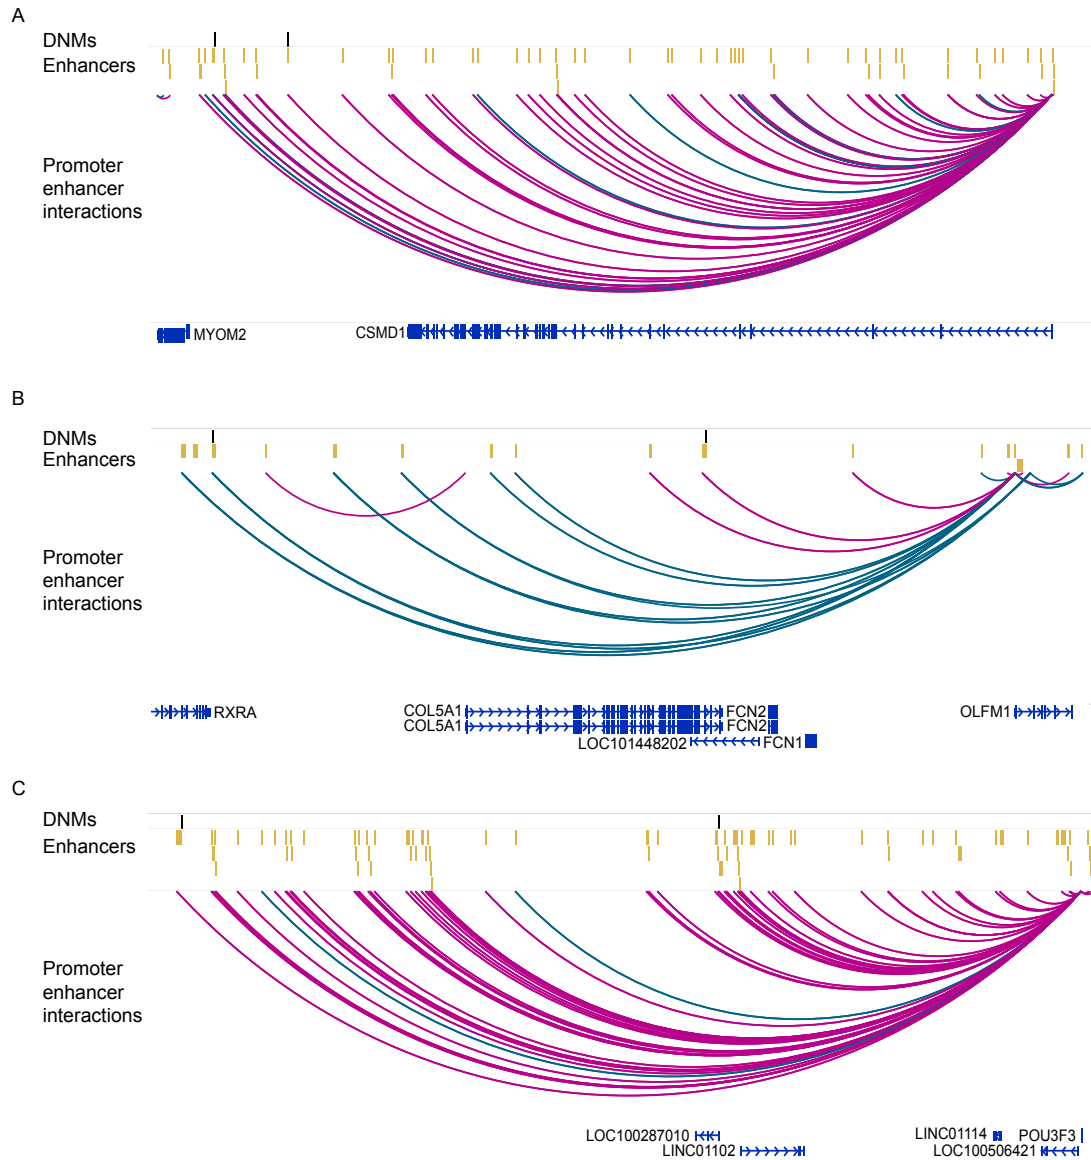 A
DNMs
Enhancers
Promoter
enhancer
interactions
MYOM2
CSMD1
B
DNMs
Enhancers
Promoter
enhancer
interactions
RXRA
COL5A1
FCN2
OLFM1
COL5A1
FCN2
LOC101448202
FCN1
C
DNMs
Enhancers
Promoter
enhancer
interactions
LOC100287010
LINC01114
POU3F3
LINC01102
LOC100506421